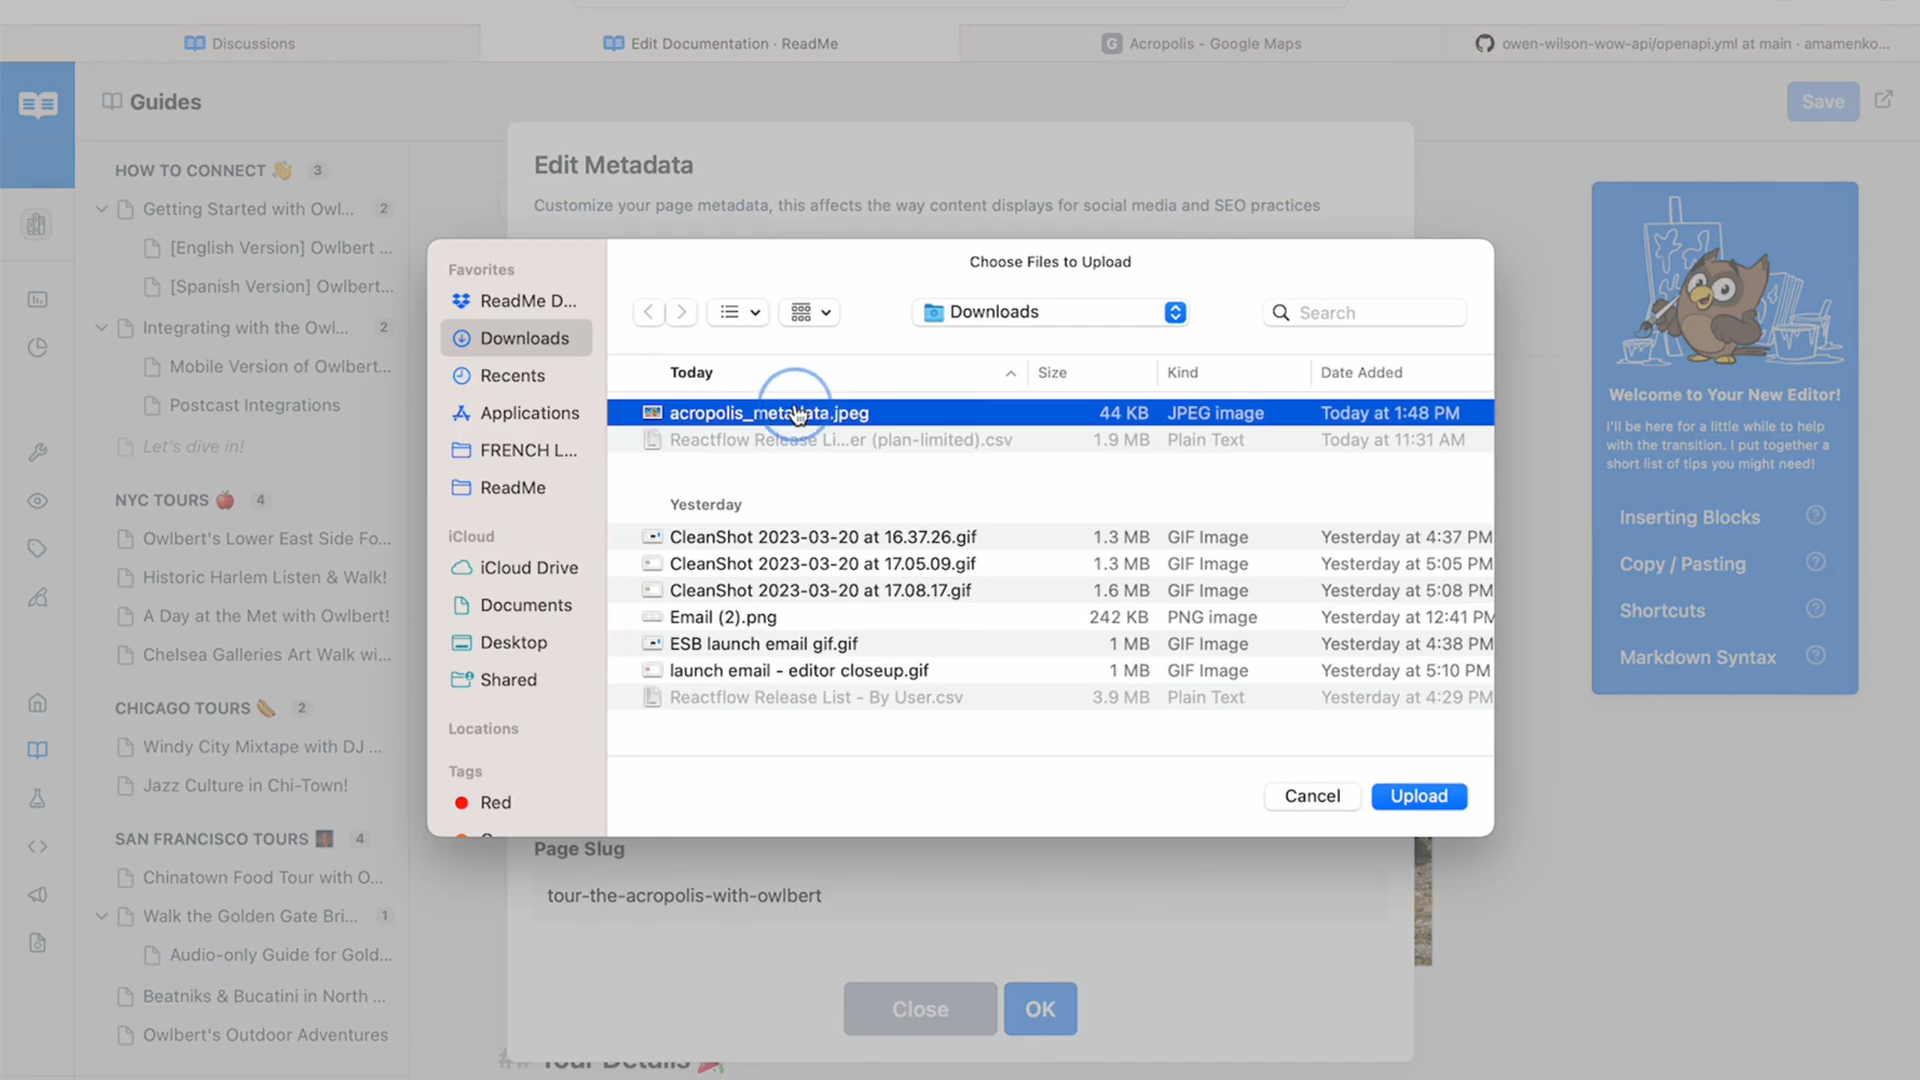 Discussions
Edit Documentation · ReadMe
Acropolis - Google Maps
owen-wilson-wow-api/openapi.yml at main · amamenko...
Guides
Save
HOW TO CONNECT 👋 3
Getting Started with Owl... 2
[English Version] Owlbert ...
[Spanish Version] Owlbert...
Integrating with the Owl... 2
Mobile Version of Owlbert...
Postcast Integrations
Let's dive in!
NYC TOURS 🍎 4
Owlbert's Lower East Side Fo...
Historic Harlem Listen & Walk!
A Day at the Met with Owlbert!
Chelsea Galleries Art Walk wi...
CHICAGO TOURS 🌭 2
Windy City Mixtape with DJ ...
Jazz Culture in Chi-Town!
SAN FRANCISCO TOURS 🌉 4
Chinatown Food Tour with O...
Walk the Golden Gate Bri... 1
Audio-only Guide for Gold...
Beatniks & Bucatini in North ...
Owlbert's Outdoor Adventures
Edit Metadata
Customize your page metadata, this affects the way content displays for social media and SEO practices
Favorites
ReadMe D...
Downloads
Recents
Applications
FRENCH L...
ReadMe
iCloud
iCloud Drive
Documents
Desktop
Shared
Locations
Tags
Red
Choose Files to Upload
Downloads
Search
Today Size Kind Date Added
acropolis_metadata.jpeg 44 KB JPEG image Today at 1:48 PM
Reactflow Release Li...er (plan-limited).csv 1.9 MB Plain Text Today at 11:31 AM
Yesterday
CleanShot 2023-03-20 at 16.37.26.gif 1.3 MB GIF Image Yesterday at 4:37 PM
CleanShot 2023-03-20 at 17.05.09.gif 1.3 MB GIF Image Yesterday at 5:05 PM
CleanShot 2023-03-20 at 17.08.17.gif 1.6 MB GIF Image Yesterday at 5:08 PM
Email (2).png 242 KB PNG image Yesterday at 12:41 PM
ESB launch email gif.gif 1 MB GIF Image Yesterday at 4:38 PM
launch email - editor closeup.gif 1 MB GIF Image Yesterday at 5:10 PM
Reactflow Release List - By User.csv 3.9 MB Plain Text Yesterday at 4:29 PM
Cancel Upload
Page Slug
tour-the-acropolis-with-owlbert
Close OK
## Tour Details 🎉
Welcome to Your New Editor!
I'll be here for a little while to help
with the transition. I put together a
short list of tips you might need!
Inserting Blocks
Copy / Pasting
Shortcuts
Markdown Syntax